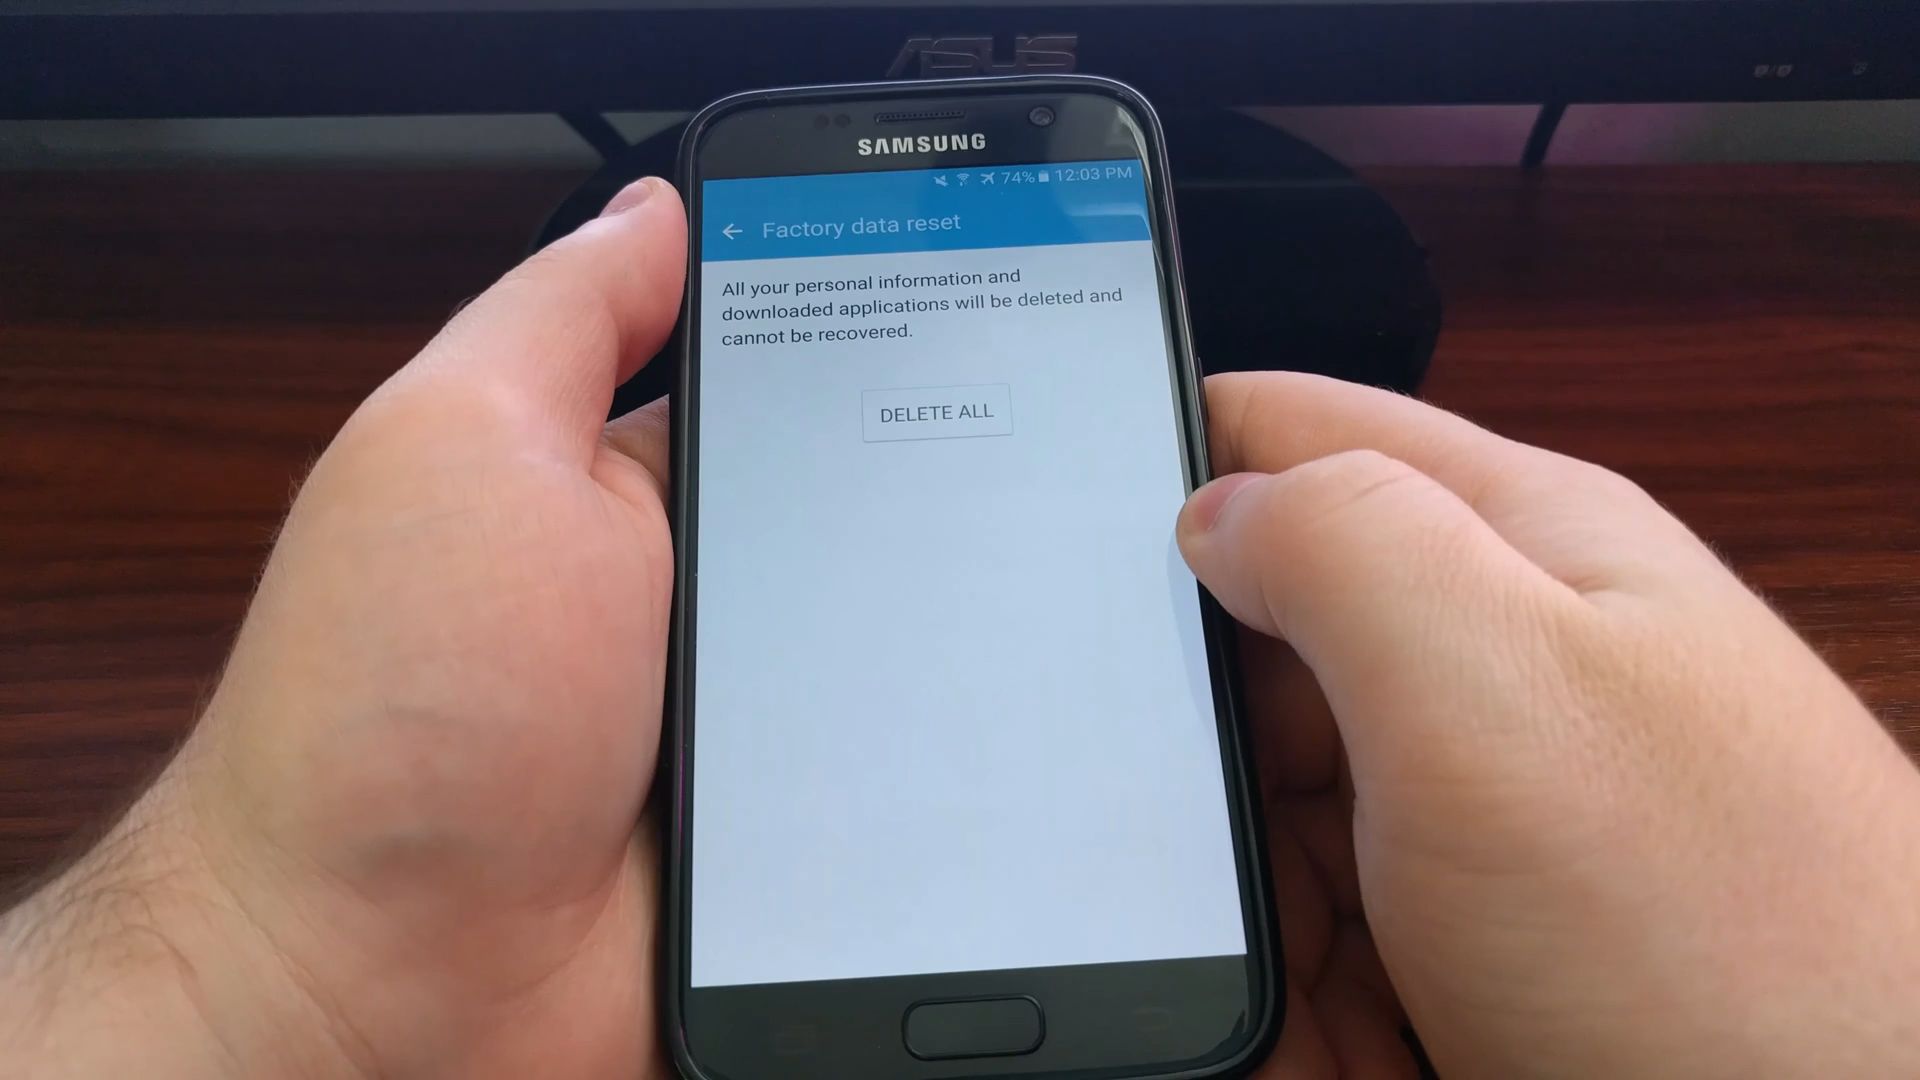 ASUS
SAMSUNG
74% 12:03 PM
Factory data reset
All your personal information and
downloaded applications will be deleted and
cannot be recovered.
DELETE ALL